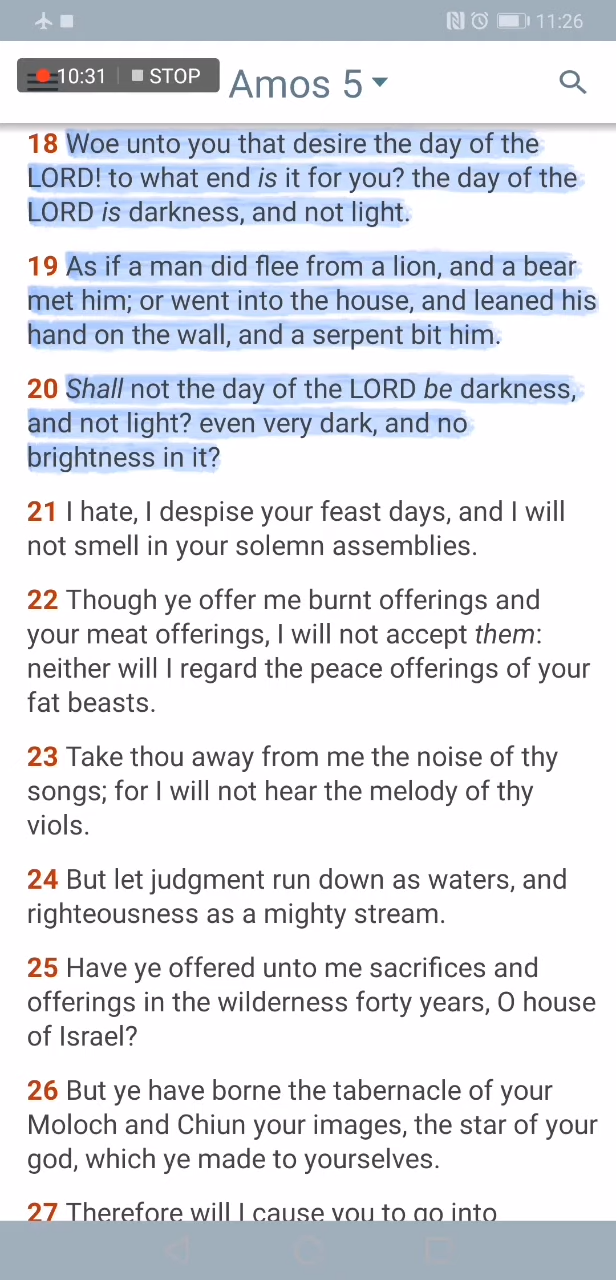 11:26
10:31 STOP Amos 5
18 Woe unto you that desire the day of the
LORD! to what end is it for you? the day of the
LORD is darkness, and not light.
19 As if a man did flee from a lion, and a bear
met him; or went into the house, and leaned his
hand on the wall, and a serpent bit him.
20 Shall not the day of the LORD be darkness,
and not light? even very dark, and no
brightness in it?
21 I hate, I despise your feast days, and I will
not smell in your solemn assemblies.
22 Though ye offer me burnt offerings and
your meat offerings, I will not accept them:
neither will I regard the peace offerings of your
fat beasts.
23 Take thou away from me the noise of thy
songs; for I will not hear the melody of thy
viols.
24 But let judgment run down as waters, and
righteousness as a mighty stream.
25 Have ye offered unto me sacrifices and
offerings in the wilderness forty years, O house
of Israel?
26 But ye have borne the tabernacle of your
Moloch and Chiun your images, the star of your
god, which ye made to yourselves.
27 Therefore will I cause you to go into